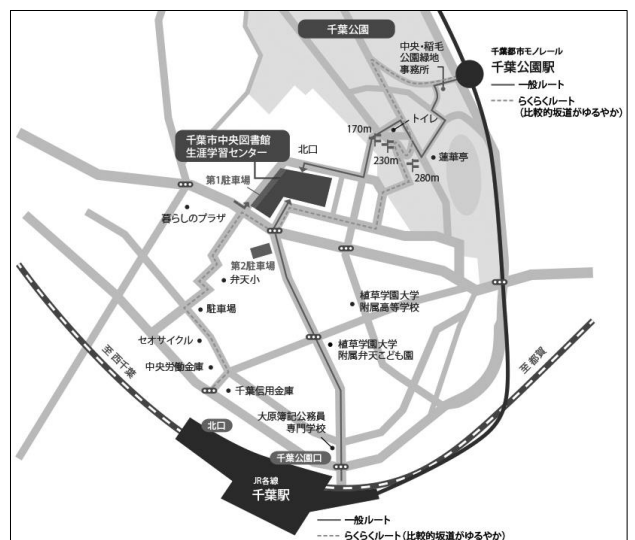 千葉公園
中央・稲毛
公園緑地
事務所
千葉都市モノレール
千葉公園駅
一般ルート
らくらくルート
(比較的坂道がゆるやか)
トイレ
170m
北口
千葉市中央図書館
生涯学習センター
230m
蓮華亭
280m
第1駐車場
暮らしのプラザ
第2駐車場
弁天小
植草学園大学
附属高等学校
駐車場
セオサイクル
植草学園大学
附属弁天こども園
至西千葉
至都賀
中央労働金庫
千葉信用金庫
大原簿記公務員
専門学校
北口
千葉公園口
JR各線
千葉駅
一般ルート
らくらくルート(比較的坂道がゆるやか)